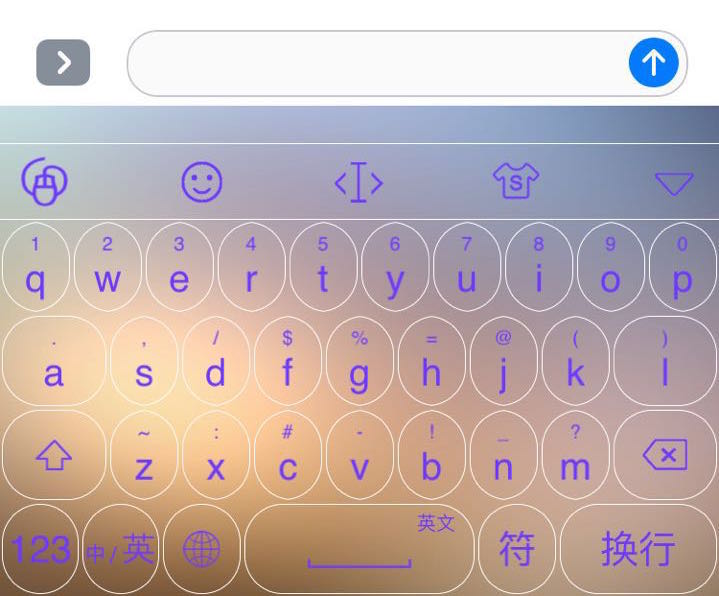 S
1 2 3 4 5 6 7 8 9 0
q w e r t y u i o p
. , / $ % = @ ( )
a s d f g h j k l
~ : # - ! _ ?
z x c v b n m
英文
123 中/英 符 换行